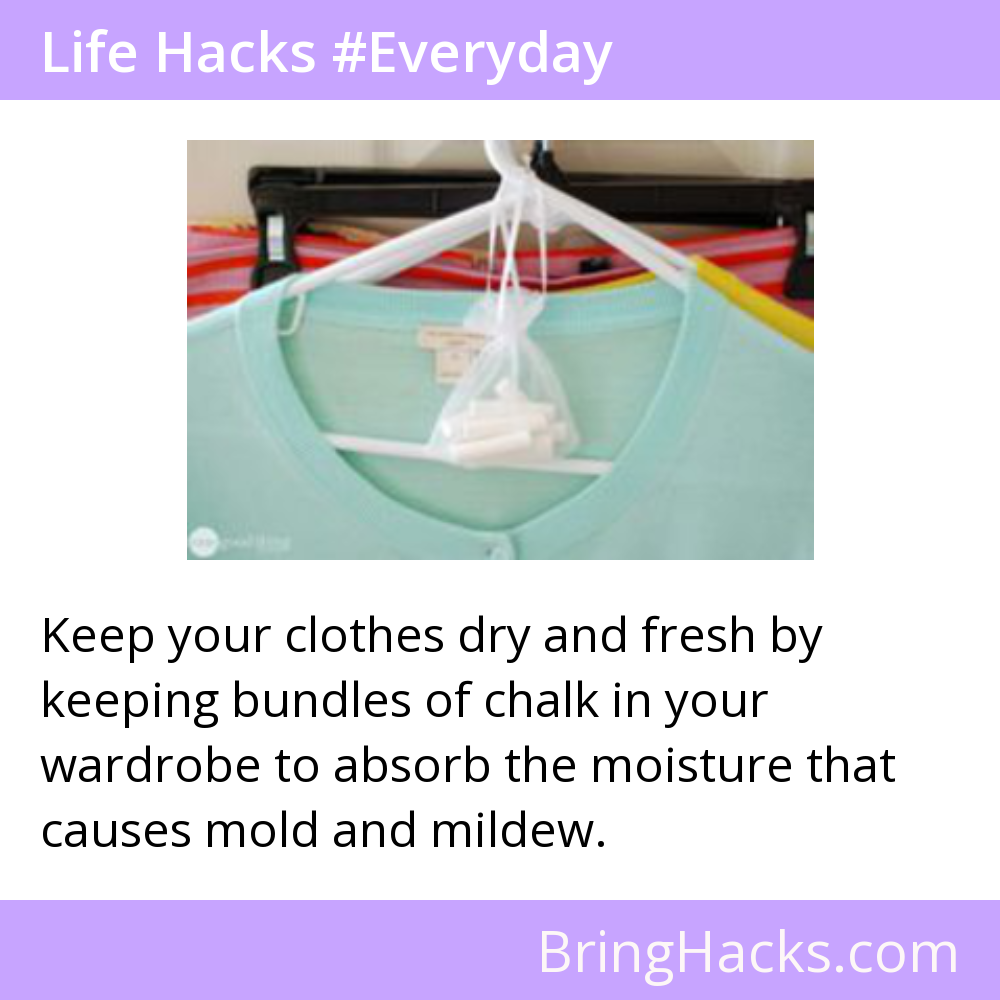 Life Hacks #Everyday
Keep your clothes dry and fresh by
keeping bundles of chalk in your
wardrobe to absorb the moisture that
causes mold and mildew.
BringHacks.com